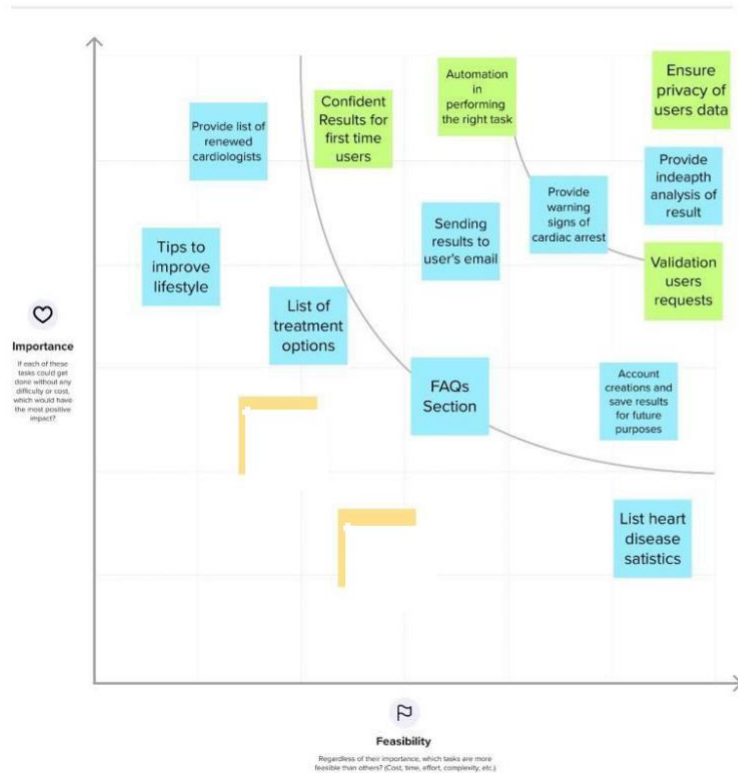 Automation
in
performing
the right task
Ensure
privacy of
users data
Confident
Results for
first time
users
Provide list of
renewed
cardiologists
Provide
indeapth
analysis of
result
Provide
warning
signs of
cardiac arrest
Sending
results to
user's email
Tips to
improve
lifestyle
Validation
users
requests
List of
treatment
options
Importance
If each of these
tasks could get
done without any
difficulty or cost,
which would have
the most positive
impact?
FAQs
Section
Account
creations and
save results
for future
purposes
List heart
disease
satistics
Feasibility
Regardless of their importance, which tasks are more
feasible than others? (Cost, time, effort, complexity, etc.)